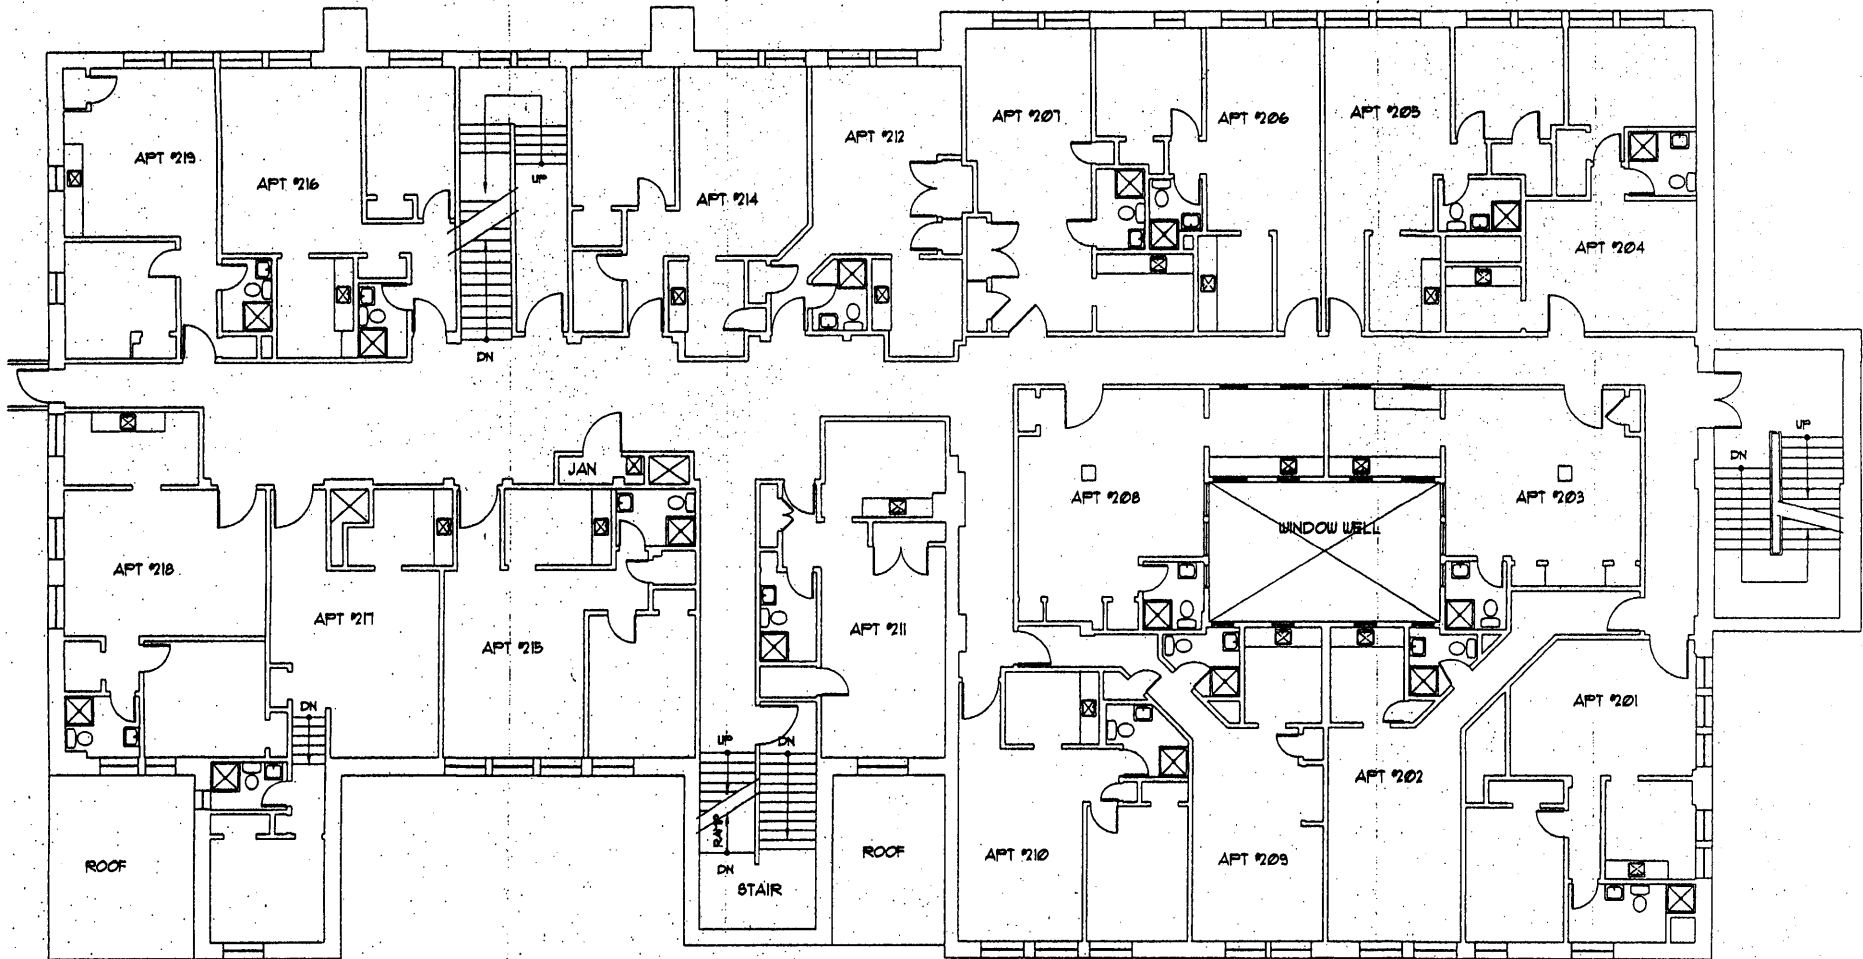 APT #207
APT #206
APT #205
APT #212
APT #219
APT #216
UP
APT #214
APT #204
DN
UP
DN
JAN
APT #208
APT #203
WINDOW WELL
APT #218
APT #217
APT #215
APT #211
APT #201
DN
UP
DN
APT #202
RAMP
APT #210
APT #209
ROOF
ROOF
DN
STAIR